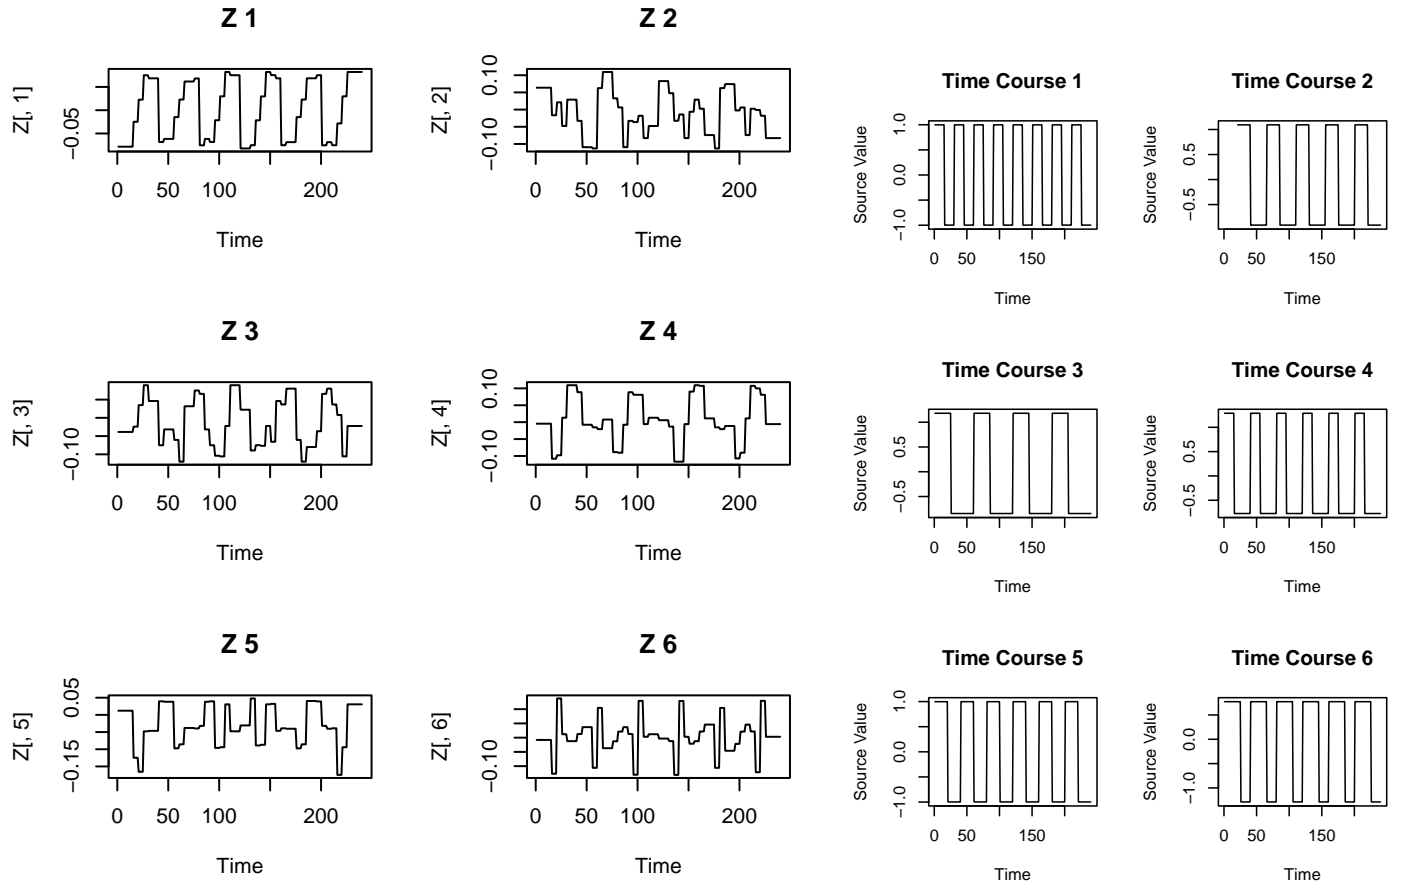 Z 1
Z[, 1]
−0.05
0 50 100 200
Time
Z 2
Z[, 2]
0.10
−0.10
0 50 100 200
Time
Time Course 1
Source Value
1.0
0.0
−1.0
0 50 150
Time
Time Course 2
Source Value
0.5
−0.5
0 50 150
Time
Z 3
Z[, 3]
−0.10
0 50 100 200
Time
Z 4
Z[, 4]
0.10
−0.10
0 50 100 200
Time
Time Course 3
Source Value
0.5
−0.5
0 50 150
Time
Time Course 4
Source Value
0.5
−0.5
0 50 150
Time
Z 5
Z[, 5]
0.05
−0.15
0 50 100 200
Time
Z 6
Z[, 6]
−0.10
0 50 100 200
Time
Time Course 5
Source Value
1.0
0.0
−1.0
0 50 150
Time
Time Course 6
Source Value
0.0
−1.0
0 50 150
Time